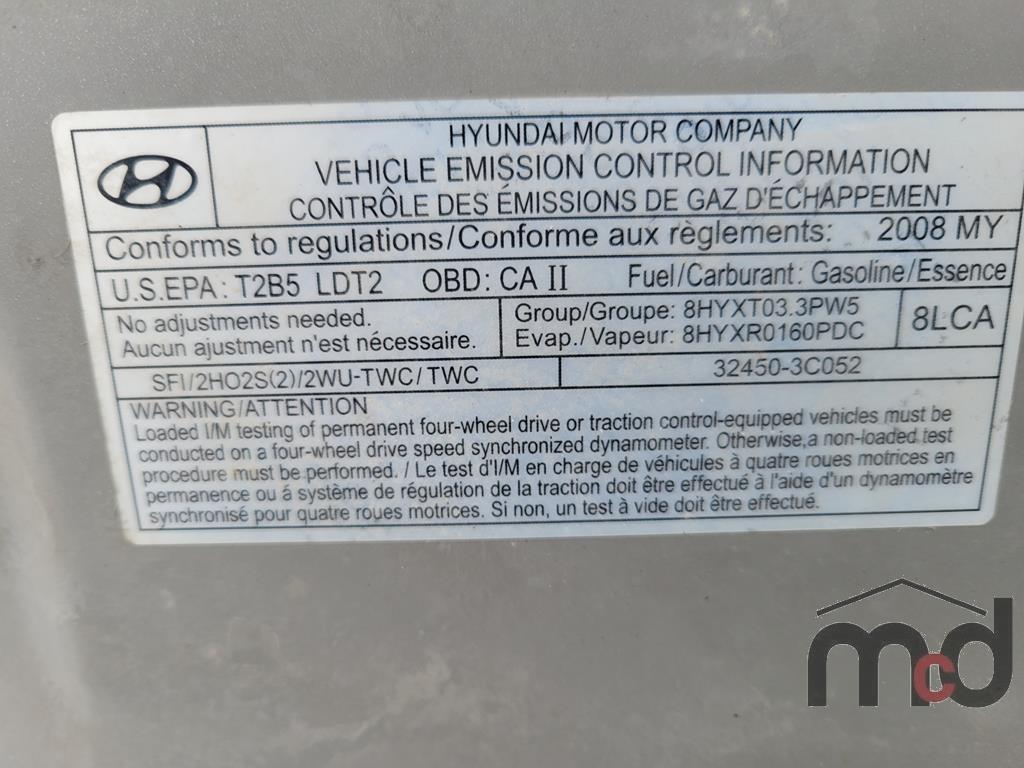 HYUNDAI MOTOR COMPANY
VEHICLE EMISSION CONTROL INFORMATION
CONTRÔLE DES ÉMISSIONS DE GAZ D'ÉCHAPPEMENT
Conforms to regulations/Conforme aux règlements: 2008 MY
U.S.EPA: T2B5 LDT2 OBD: CA II Fuel/Carburant: Gasoline/Essence
No adjustments needed.
Aucun ajustment n'est nécessaire.
Group/Groupe: 8HYXT03.3PW5
Evap./Vapeur: 8HYXR0160PDC
8LCA
SFI/2HO2S(2)/2WU-TWC/TWC
32450-3C052
WARNING/ATTENTION
Loaded I/M testing of permanent four-wheel drive or traction control-equipped vehicles must be
conducted on a four-wheel drive speed synchronized dynamometer. Otherwise,a non-loaded test
procedure must be performed. / Le test d'I/M en charge de véhicules à quatre roues motrices en
permanence ou á système de régulation de la traction doit être effectué à l'aide d'un dynamomètre
synchronisé pour quatre roues motrices. Si non, un test à vide doit être effectué.
mcd